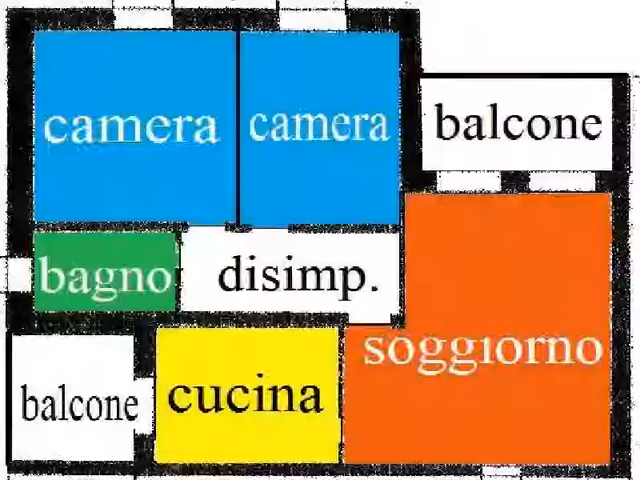 camera
camera
balcone
bagno
disimp.
soggiorno
balcone
cucina